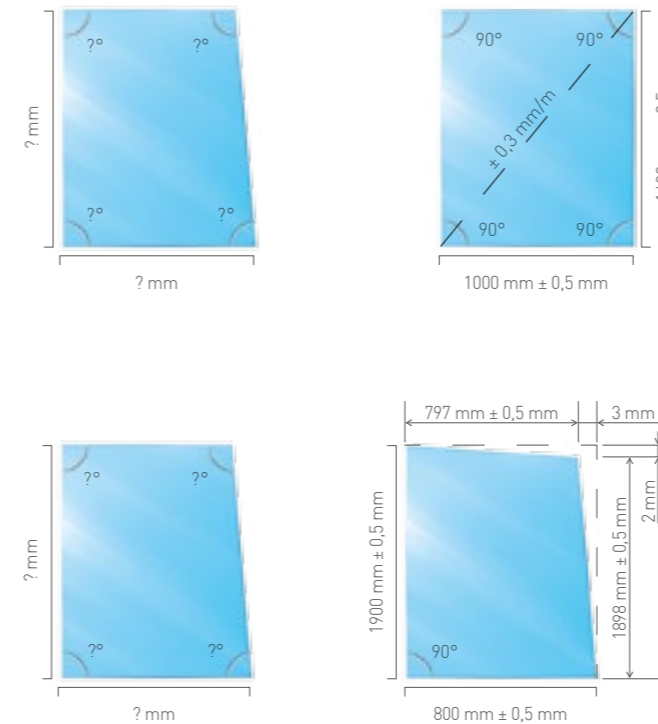 ?° ?°
90° 90°
? mm
± 0,3 mm/m
?° ?°
90° 90°
? mm
1000 mm ± 0,5 mm
797 mm ± 0,5 mm
3 mm
?° ?°
? mm
1900 mm ± 0,5 mm
1898 mm ± 0,5 mm
2 mm
?° ?°
90°
? mm
800 mm ± 0,5 mm